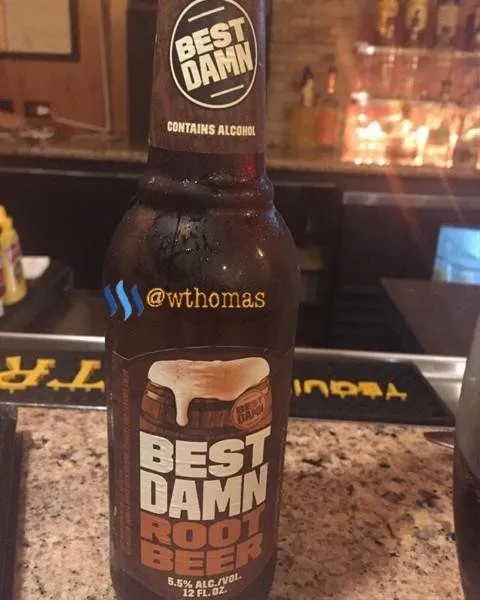 BEST
DAMN
CONTAINS ALCOHOL
@wthomas
BEST
DAMN
BEST
DAMN
ROOT
BEER
5.5% ALC./VOL.
12 FL. OZ.